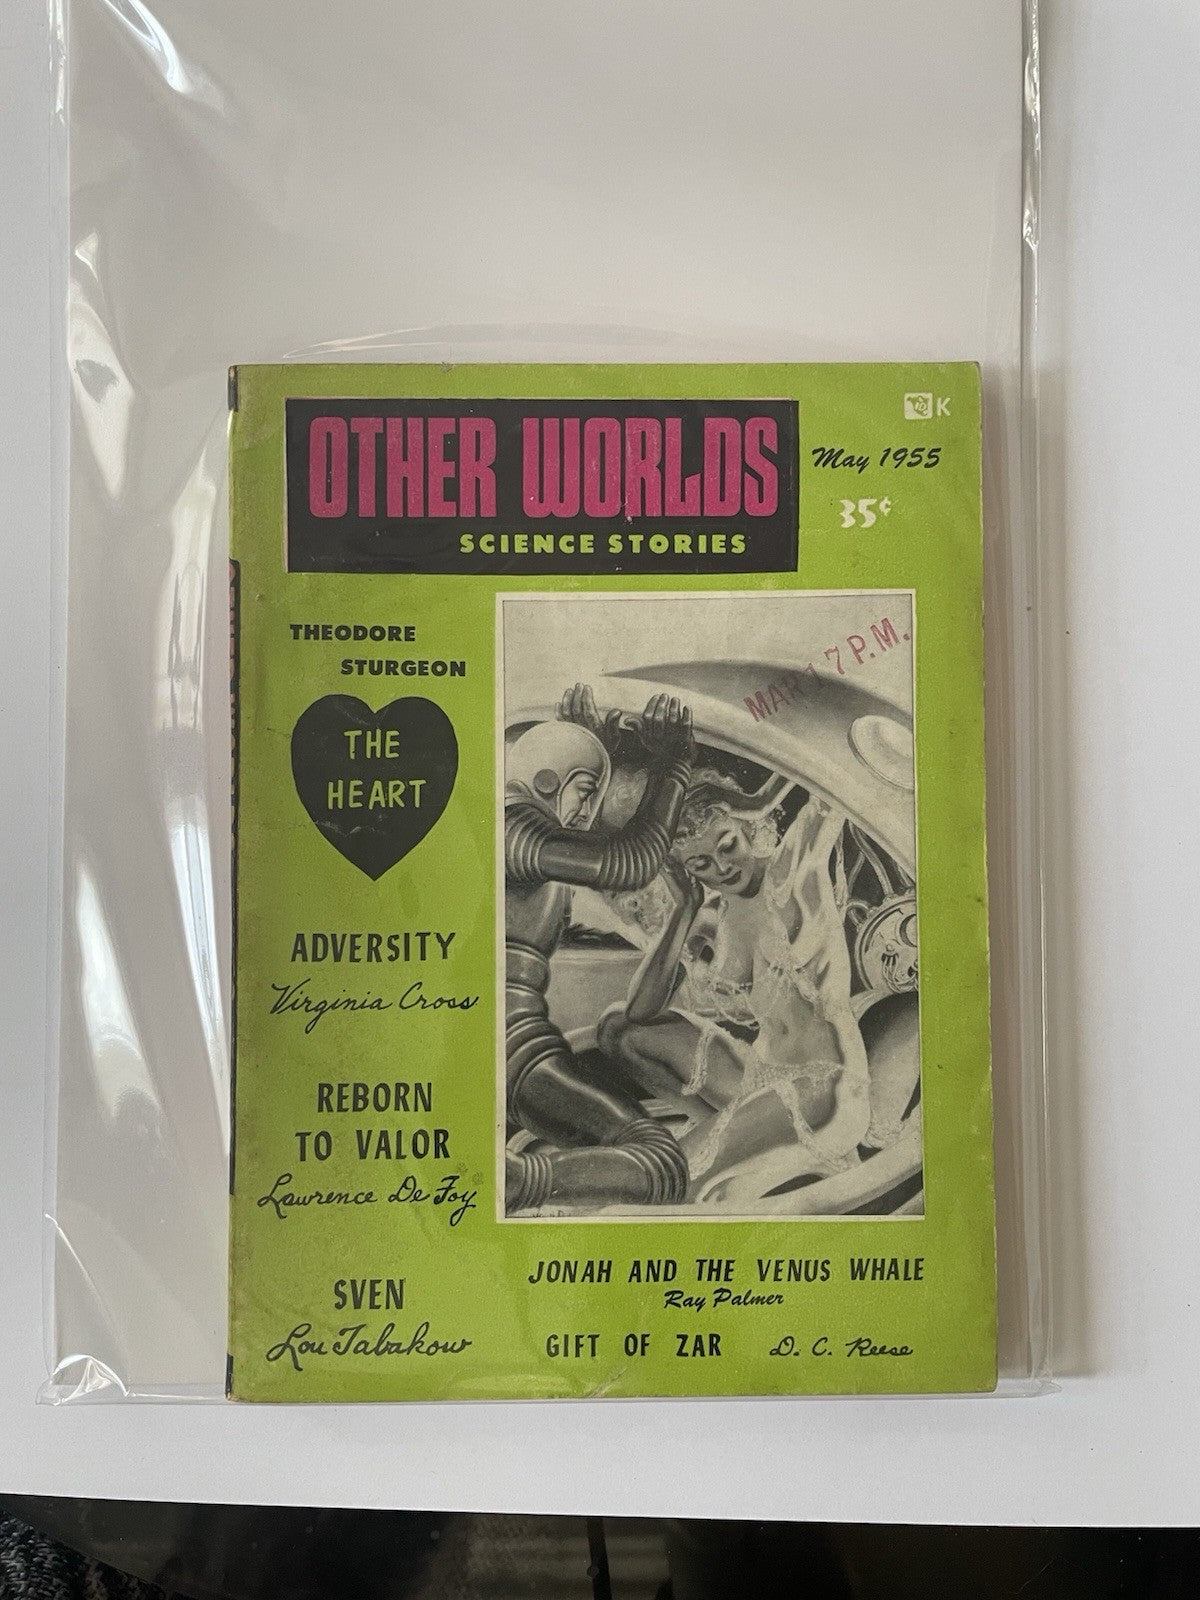 K
OTHER WORLDS
SCIENCE STORIES
May 1955
35¢
THEODORE
STURGEON
THE
HEART
MAR 17 P.M.
ADVERSITY
Virginia Cross
REBORN
TO VALOR
Lawrence De Foy
SVEN
Lou Tabakow
JONAH AND THE VENUS WHALE
Ray Palmer
GIFT OF ZAR D. C. Reese